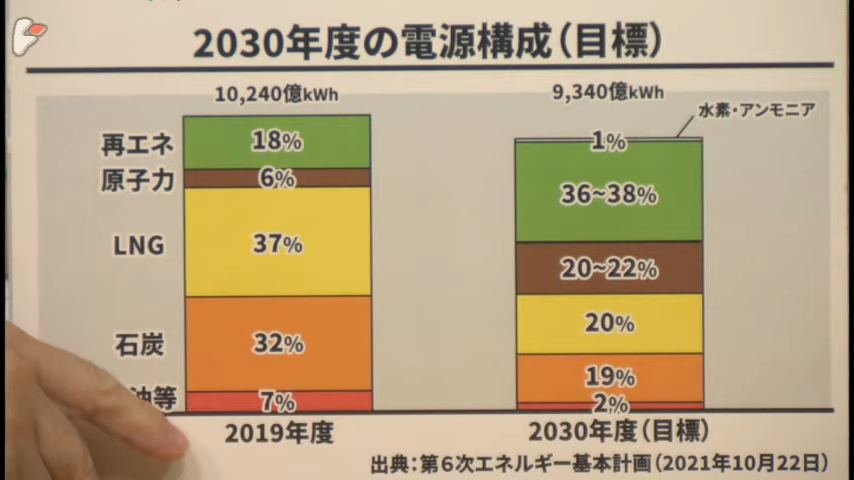 2030年度の電源構成(目標)
10,240億kWh
9,340億kWh
水素・アンモニア
再エネ
18%
1%
原子力
6%
36~38%
LNG
37%
20~22%
20%
石炭
32%
19%
油等
7%
2%
2019年度
2030年度(目標)
出典:第6次エネルギー基本計画(2021年10月22日)